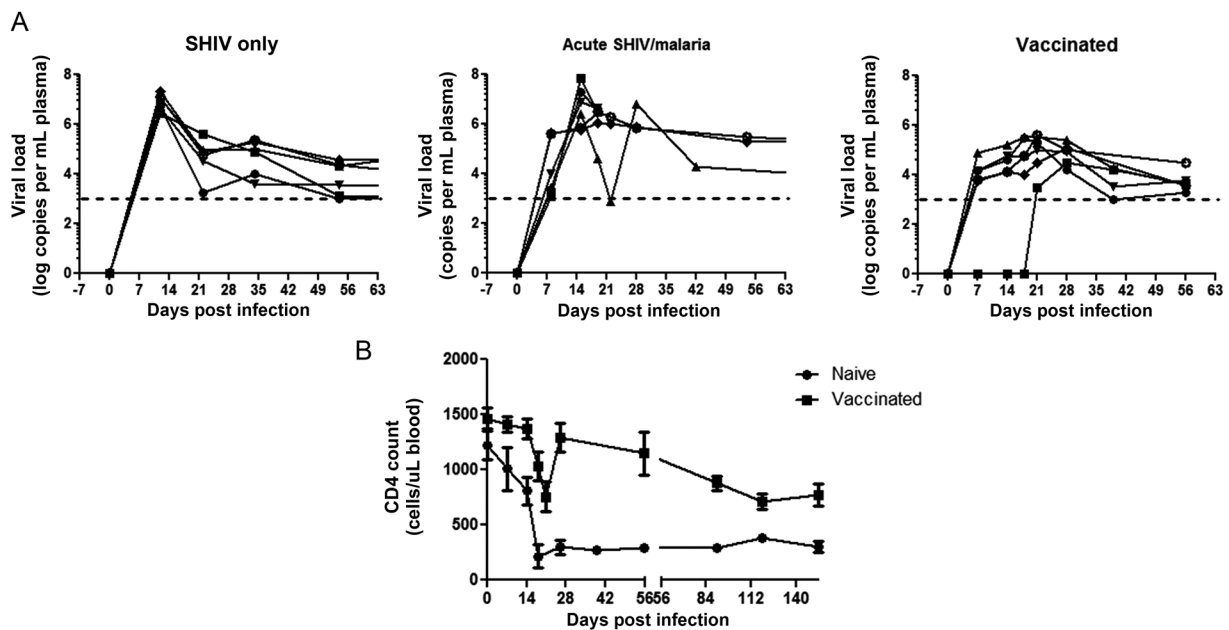 A
SHIV only
Viral load
(log copies per mL plasma)
8
6
4
2
0
-7 0 7 14 21 28 35 42 49 56 63
Days post infection
Acute SHIV/malaria
Viral load
(copies per mL plasma)
8
6
4
2
0
-7 0 7 14 21 28 35 42 49 56 63
Days post infection
Vaccinated
Viral load
(log copies per mL plasma)
8
6
4
2
0
-7 0 7 14 21 28 35 42 49 56 63
Days post infection
B
CD4 count
(cells/uL blood)
2000
1500
1000
500
0
0 14 28 42 5656 84 112 140
Days post infection
Naive
Vaccinated